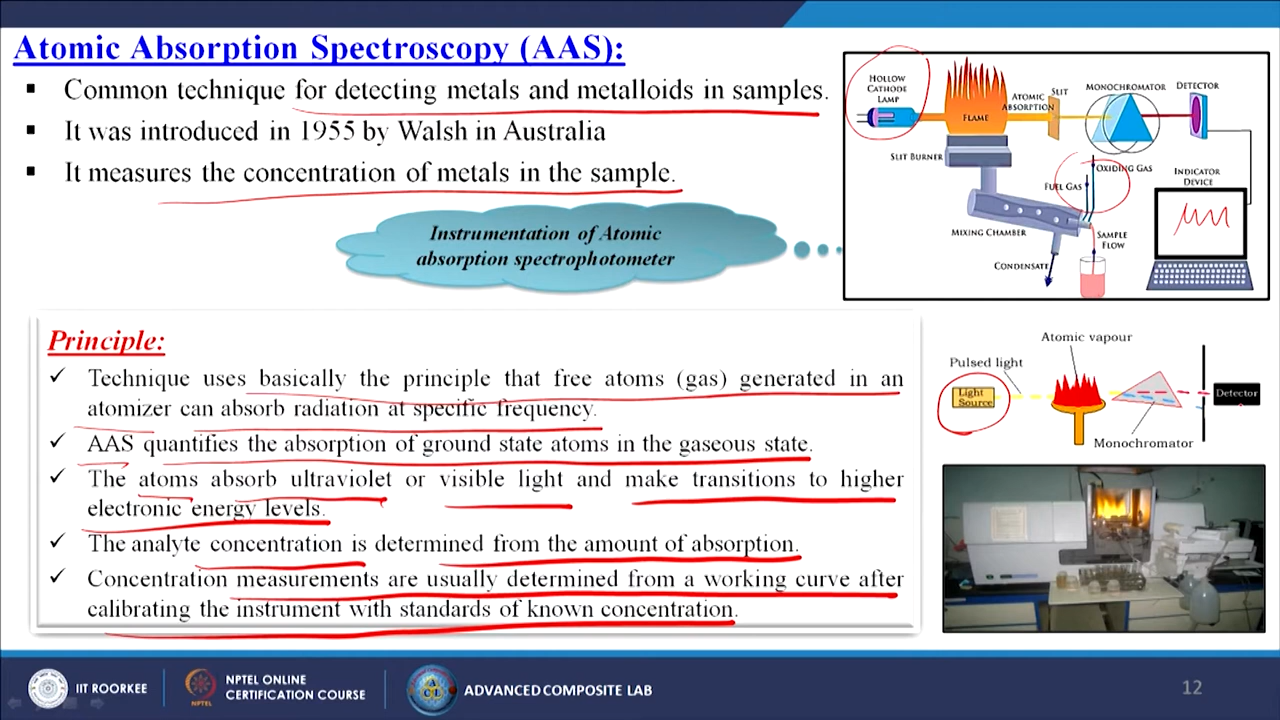 Atomic Absorption Spectroscopy (AAS):
Common technique for detecting metals and metalloids in samples.
It was introduced in 1955 by Walsh in Australia
It measures the concentration of metals in the sample.
Instrumentation of Atomic
absorption spectrophotometer
HOLLOW
CATHODE
LAMP
FLAME
ATOMIC
ABSORPTION
SLIT
MONOCHROMATOR
DETECTOR
SLIT BURNER
OXIDING GAS
FUEL GAS
INDICATOR
DEVICE
MIXING CHAMBER
SAMPLE
FLOW
CONDENSATE
Principle:
Technique uses basically the principle that free atoms (gas) generated in an
atomizer can absorb radiation at specific frequency.
AAS quantifies the absorption of ground state atoms in the gaseous state.
The atoms absorb ultraviolet or visible light and make transitions to higher
electronic energy levels.
The analyte concentration is determined from the amount of absorption.
Concentration measurements are usually determined from a working curve after
calibrating the instrument with standards of known concentration.
Atomic vapour
Pulsed light
Light
Source
Detector
Monochromator
IIT ROORKEE
NPTEL
NPTEL ONLINE
CERTIFICATION COURSE
ADVANCED COMPOSITE LAB
12